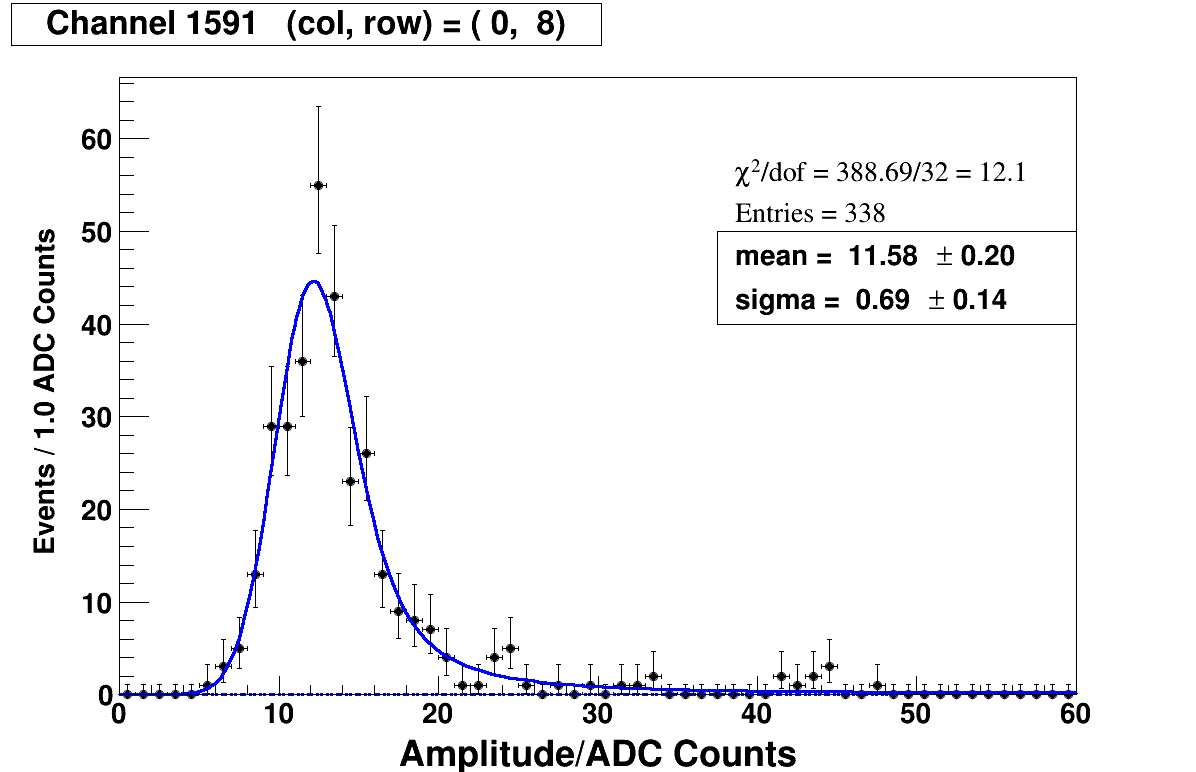 Channel 1591 (col, row) = ( 0, 8)
χ²/dof = 388.69/32 = 12.1
Entries = 338
mean = 11.58 ± 0.20
sigma = 0.69 ± 0.14
Events / 1.0 ADC Counts
60
50
40
30
20
10
0
0 10 20 30 40 50 60
Amplitude/ADC Counts